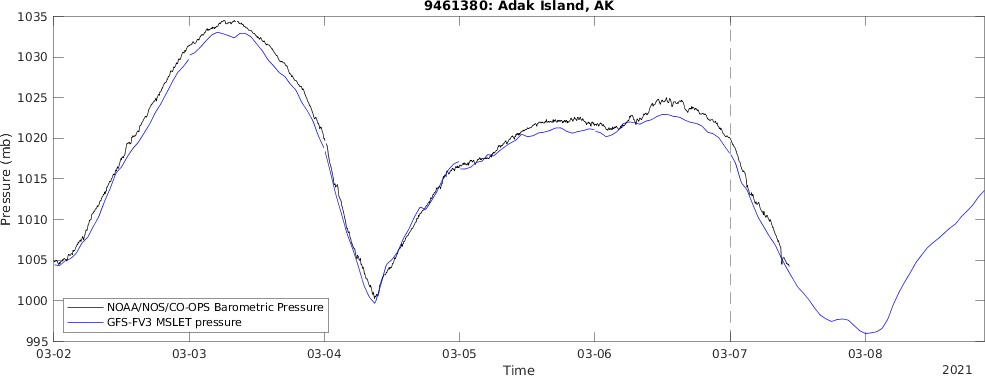 9461380: Adak Island, AK
Pressure (mb)
1035
1030
1025
1020
1015
1010
1005
1000
995
NOAA/NOS/CO-OPS Barometric Pressure
GFS-FV3 MSLET pressure
03-02 03-03 03-04 03-05 03-06 03-07 03-08
Time
2021